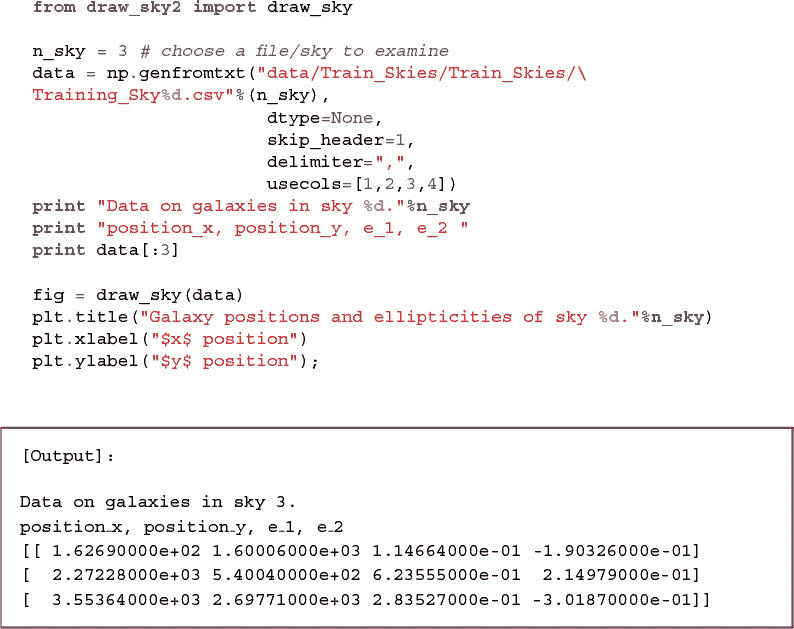 from draw_sky2 import draw_sky
n_sky = 3 # choose a file/sky to examine
data = np.genfromtxt("data/Train_Skies/Train_Skies/\
Training_Sky%d.csv"%(n_sky),
dtype=None,
skip_header=1,
delimiter=",",
usecols=[1,2,3,4])
print "Data on galaxies in sky %d."%n_sky
print "position_x, position_y, e_1, e_2 "
print data[:3]
fig = draw_sky(data)
plt.title("Galaxy positions and ellipticities of sky %d."%n_sky)
plt.xlabel("$x$ position")
plt.ylabel("$y$ position");
[Output]:
Data on galaxies in sky 3.
position_x, position_y, e_1, e_2
[[ 1.62690000e+02 1.60006000e+03 1.14664000e-01 -1.90326000e-01]
[ 2.27228000e+03 5.40040000e+02 6.23555000e-01 2.14979000e-01]
[ 3.55364000e+03 2.69771000e+03 2.83527000e-01 -3.01870000e-01]]